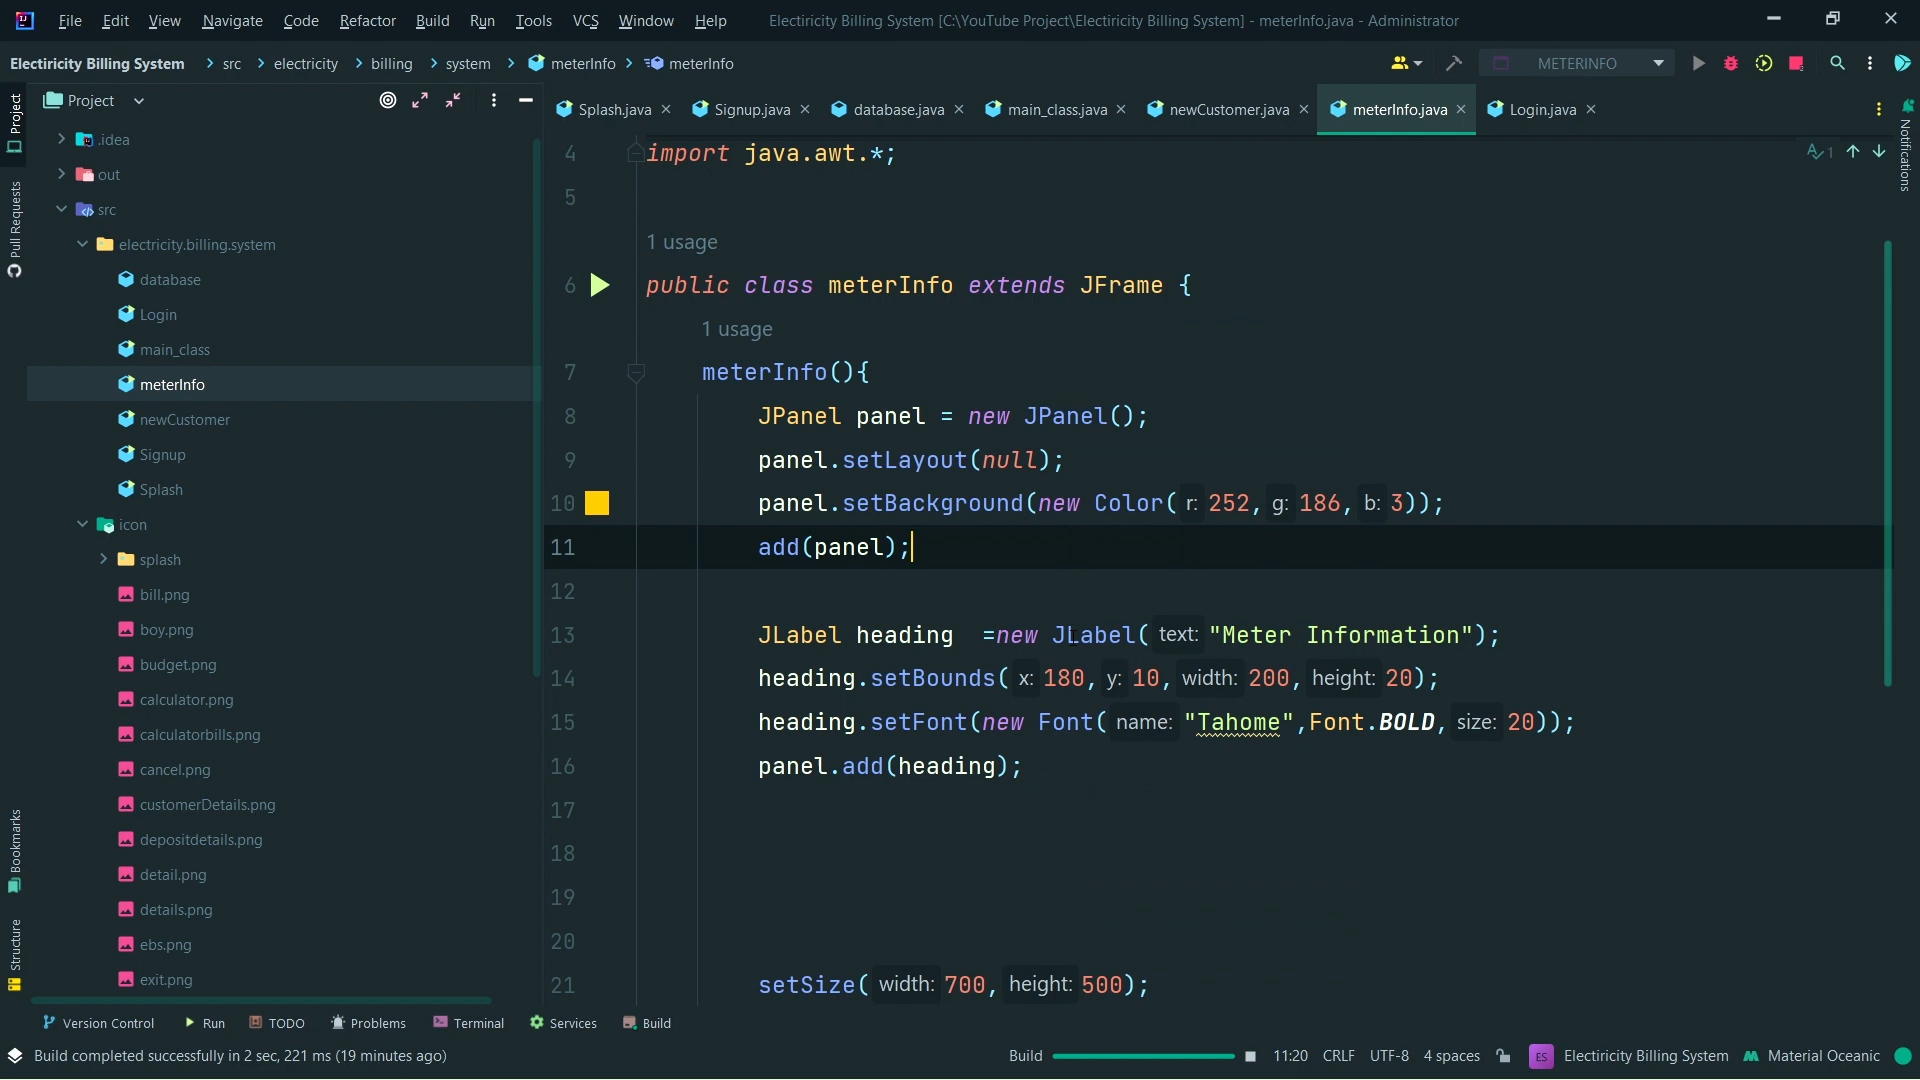 File Edit View Navigate Code Refactor Build Run Tools VCS Window Help Electiricity Billing System [C:\YouTube Project\Electiricity Billing System] - meterInfo.java - Administrator
Electiricity Billing System src electricity billing system meterInfo meterInfo METERINFO
Project
Project
Splash.java Signup.java database.java main_class.java newCustomer.java meterInfo.java Login.java
Notifications
.idea
out
src
Pull Requests
electricity.billing.system
database
Login
main_class
meterInfo
newCustomer
Signup
Splash
icon
splash
bill.png
boy.png
budget.png
calculator.png
calculatorbills.png
cancel.png
customerDetails.png
depositdetails.png
detail.png
details.png
ebs.png
exit.png
Bookmarks
Structure
1
4 import java.awt.*;
5
1 usage
6 public class meterInfo extends JFrame {
1 usage
7 meterInfo(){
8 JPanel panel = new JPanel();
9 panel.setLayout(null);
10 panel.setBackground(new Color( r: 252, g: 186, b: 3));
11 add(panel);
12
13 JLabel heading  =new JLabel( text: "Meter Information");
14 heading.setBounds( x: 180, y: 10, width: 200, height: 20);
15 heading.setFont(new Font( name: "Tahome",Font.BOLD, size: 20));
16 panel.add(heading);
17
18
19
20
21 setSize( width: 700, height: 500);
Version Control Run TODO Problems Terminal Services Build
Build completed successfully in 2 sec, 221 ms (19 minutes ago) Build 11:20 CRLF UTF-8 4 spaces ES Electiricity Billing System Material Oceanic